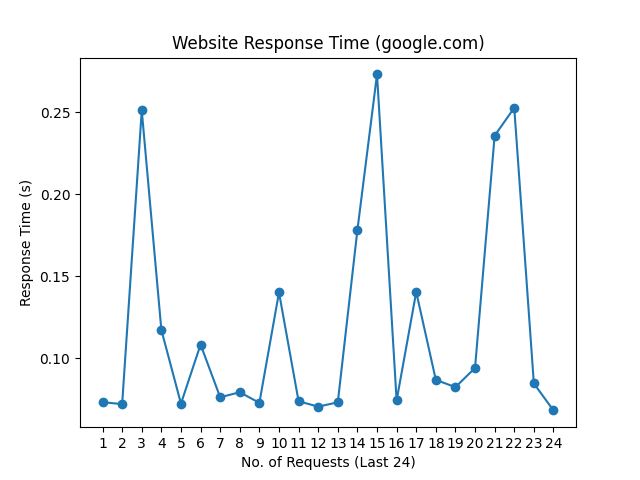 Website Response Time (google.com)
0.25
0.20
0.15
0.10
Response Time (s)
1 2 3 4 5 6 7 8 9 10 11 12 13 14 15 16 17 18 19 20 21 22 23 24
No. of Requests (Last 24)